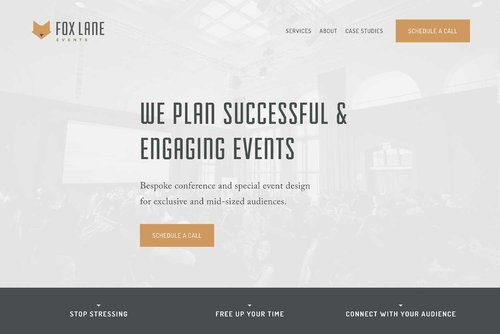 FOX LANE
EVENTS
SERVICES ABOUT CASE STUDIES SCHEDULE A CALL
WE PLAN SUCCESSFUL &
ENGAGING EVENTS
Bespoke conference and special event design
for exclusive and mid-sized audiences.
SCHEDULE A CALL
STOP STRESSING FREE UP YOUR TIME CONNECT WITH YOUR AUDIENCE